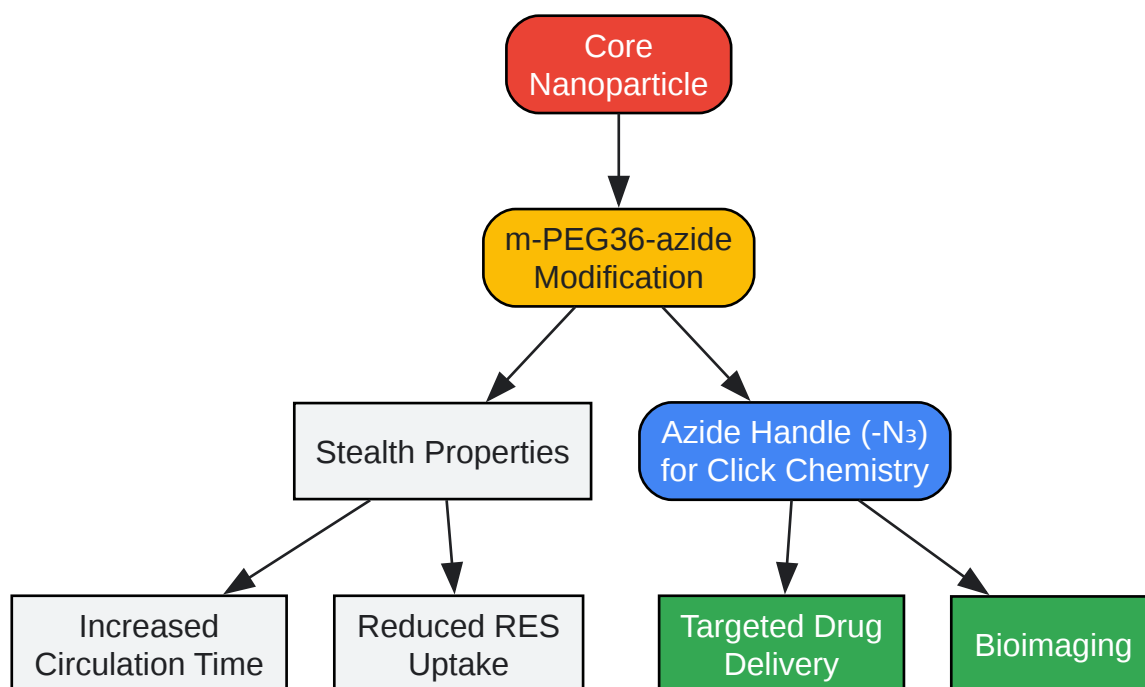 Core
Nanoparticle
m-PEG36-azide
Modification
Stealth Properties
Azide Handle (-N₃)
for Click Chemistry
Increased
Circulation Time
Reduced RES
Uptake
Targeted Drug
Delivery
Bioimaging